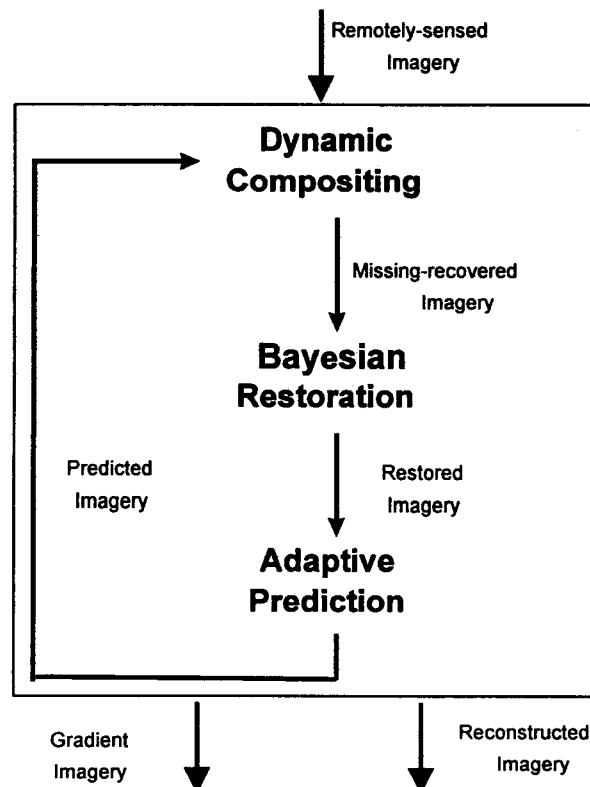 Remotely-sensed
Imagery
Dynamic
Compositing
Missing-recovered
Imagery
Bayesian
Restoration
Predicted
Imagery
Restored
Imagery
Adaptive
Prediction
Gradient
Imagery
Reconstructed
Imagery